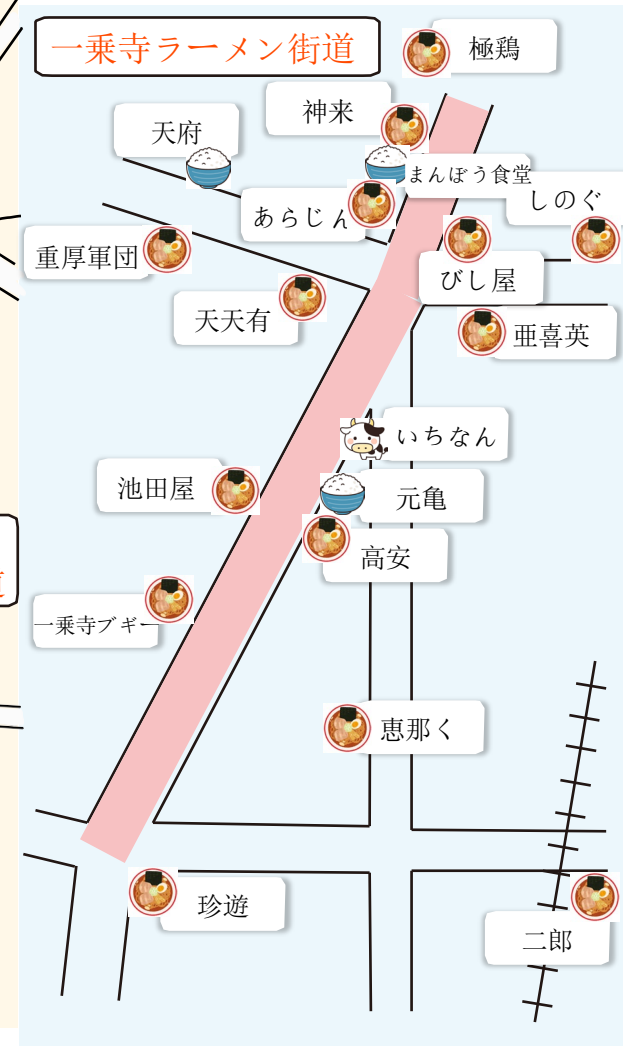 一乗寺ラーメン街道
極鶏
神来
天府
まんぼう食堂
しのぐ
あらじん
重厚軍団
びし屋
天天有
亜喜英
いちなん
池田屋
元亀
高安
一乗寺ブギー
恵那く
珍遊
二郎